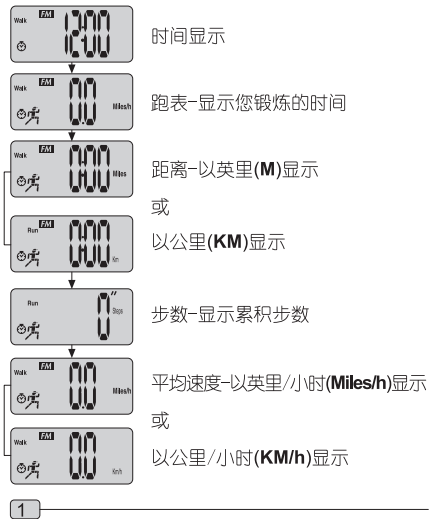 Walk FM 12:00
时间显示
Walk FM 0.0 Miles/h
跑表-显示您锻炼的时间
Walk FM 0:00 Miles
距离-以英里(M)显示
或
Run FM 0:00 Km
以公里(KM)显示
Run 0" Steps
步数-显示累积步数
Walk FM 0.0 Miles/h
平均速度-以英里/小时(Miles/h)显示
或
Walk FM 0.0 Km/h
以公里/小时(KM/h)显示
1